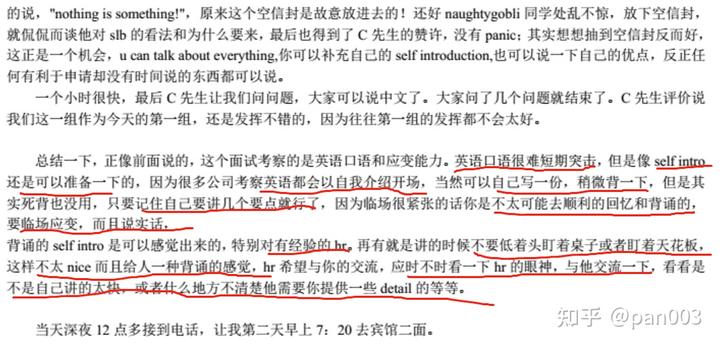 的说，"nothing is something!"，原来这个空信封是故意放进去的！还好 naughtygobli 同学处乱不惊，放下空信封，
就侃侃而谈他对 slb 的看法和为什么要来，最后也得到了 C 先生的赞许，没有 panic；其实想想抽到空信封反而好，
这正是一个机会，u can talk about everything,你可以补充自己的 self introduction,也可以说一下自己的优点，反正任
何有利于申请却没有时间说的东西都可以说。
一个小时很快，最后 C 先生让我们问问题，大家可以说中文了。大家问了几个问题就结束了。C 先生评价说
我们这一组作为今天的第一组，还是发挥不错的，因为往往第一组的发挥都不会太好。
总结一下，正像前面说的，这个面试考察的是英语口语和应变能力。英语口语很难短期突击，但是像 self intro
还是可以准备一下的，因为很多公司考察英语都会以自我介绍开场，当然可以自己写一份，稍微背一下，但是其
实死背也没用，只要记住自己要讲几个要点就行了，因为临场很紧张的话你是不太可能去顺利的回忆和背诵的，
要临场应变，而且说实话，
背诵的 self intro 是可以感觉出来的，特别对有经验的 hr。再有就是讲的时候不要低着头盯着桌子或者盯着天花板，
这样不太 nice 而且给人一种背诵的感觉，hr 希望与你的交流，应时不时看一下 hr 的眼神，与他交流一下，看看是
不是自己讲的太快，或者什么地方不清楚他需要你提供一些 detail 的等等。
当天深夜 12 点多接到电话，让我第二天早上 7：20 去宾馆二面。
知乎 @pan003